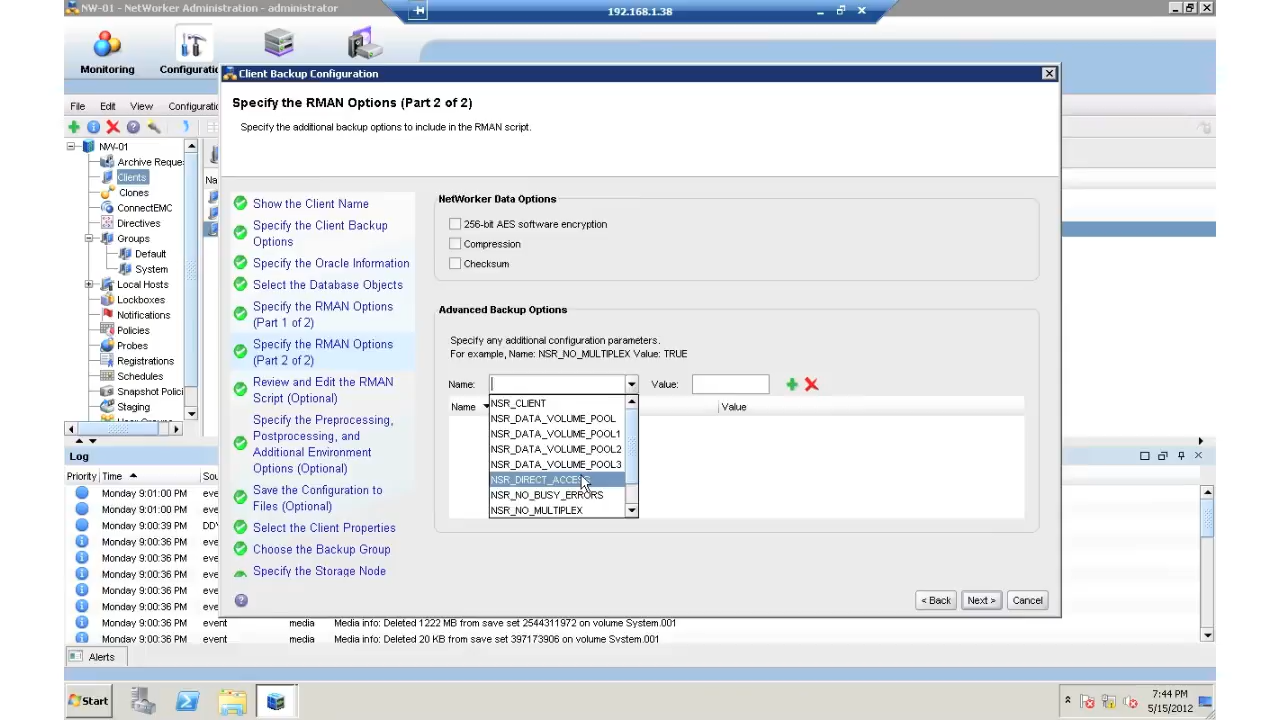 NW-01 - NetWorker Administration - administrator
192.168.1.38
Monitoring
Configuratio
Client Backup Configuration
File Edit View Configuratio
Specify the RMAN Options (Part 2 of 2)
Specify the additional backup options to include in the RMAN script.
NW-01
Archive Reque
Clients
Clones
ConnectEMC
Directives
Groups
Default
System
Local Hosts
Lockboxes
Notifications
Policies
Probes
Registrations
Schedules
Snapshot Polici
Staging
Na
Show the Client Name
Specify the Client Backup
Options
Specify the Oracle Information
Select the Database Objects
Specify the RMAN Options
(Part 1 of 2)
Specify the RMAN Options
(Part 2 of 2)
Review and Edit the RMAN
Script (Optional)
Specify the Preprocessing,
Postprocessing, and
Additional Environment
Options (Optional)
Save the Configuration to
Files (Optional)
Select the Client Properties
Choose the Backup Group
Specify the Storage Node
NetWorker Data Options
256-bit AES software encryption
Compression
Checksum
Advanced Backup Options
Specify any additional configuration parameters.
For example, Name: NSR_NO_MULTIPLEX Value: TRUE
Name: Value:
Name Value
NSR_CLIENT
NSR_DATA_VOLUME_POOL
NSR_DATA_VOLUME_POOL1
NSR_DATA_VOLUME_POOL2
NSR_DATA_VOLUME_POOL3
NSR_DIRECT_ACCESS
NSR_NO_BUSY_ERRORS
NSR_NO_MULTIPLEX
< Back Next > Cancel
Log
Priority Time Sou
Monday 9:01:00 PM eve
Monday 9:01:00 PM eve
Monday 9:00:39 PM DD
Monday 9:00:36 PM eve
Monday 9:00:36 PM eve
Monday 9:00:36 PM eve
Monday 9:00:36 PM eve
Monday 9:00:36 PM eve
Monday 9:00:36 PM event media Media info: Deleted 1222 MB from save set 2544311972 on volume System.001
Monday 9:00:36 PM event media Media info: Deleted 20 KB from save set 397173906 on volume System.001
Alerts
Start
7:44 PM
5/15/2012